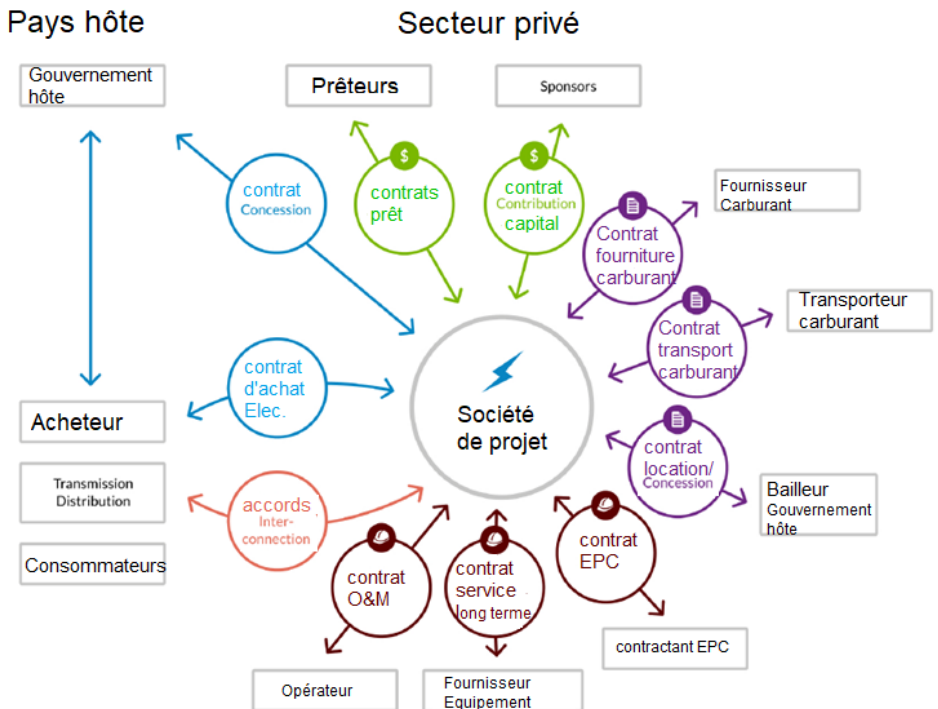 Pays hôte
Secteur privé
Gouvernement
hôte
Prêteurs
Sponsors
contrat
Concession
$
contrats
prêt
$
contrat
Contribution
capital
Fournisseur
Carburant
Contrat
fourniture
carburant
Transporteur
carburant
Contrat
transport
carburant
contrat
d'achat
Elec.
Société
de projet
Acheteur
contrat
location/
Concession
Transmission
Distribution
accords
Inter-
connection
Bailleur
Gouvernement
hôte
Consommateurs
contrat
O&M
contrat
service
long terme
contrat
EPC
contractant EPC
Opérateur
Fournisseur
Equipement